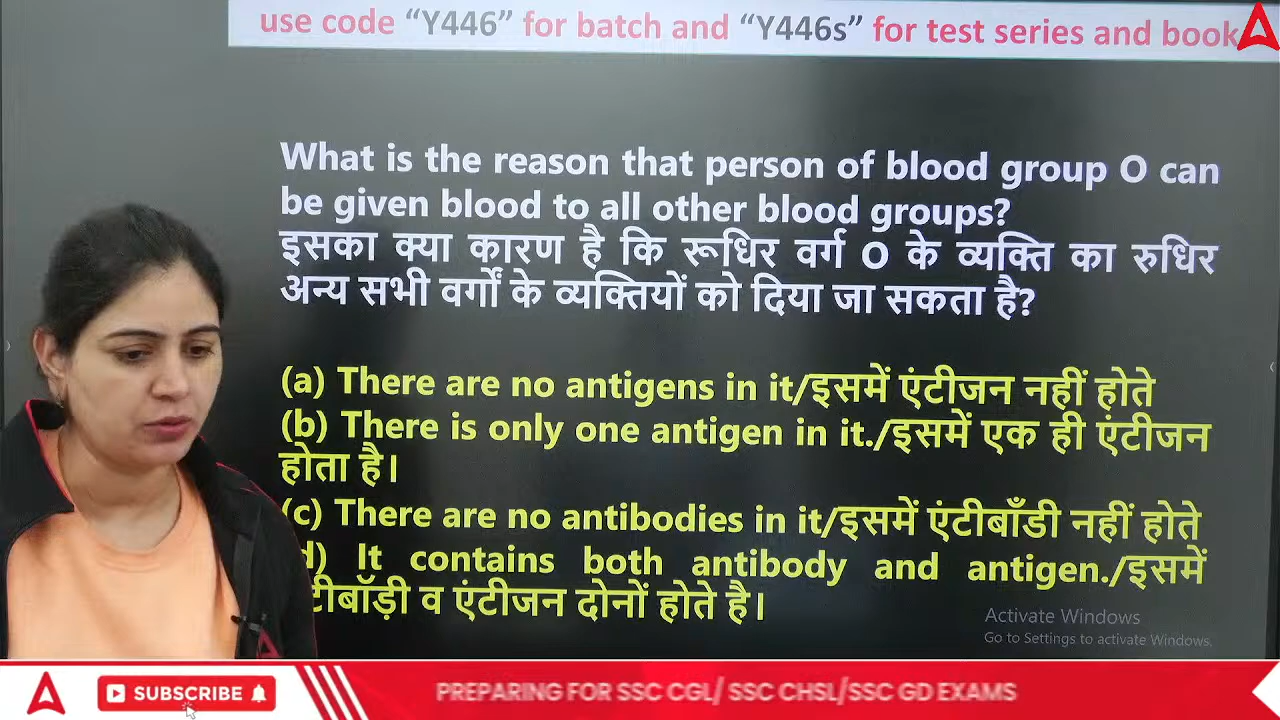 use code “Y446” for batch and “Y446s” for test series and book
What is the reason that person of blood group O can
be given blood to all other blood groups?
इसका क्या कारण है कि रूधिर वर्ग O के व्यक्ति का रुधिर
अन्य सभी वर्गों के व्यक्तियों को दिया जा सकता है?
(a) There are no antigens in it/इसमें एंटीजन नहीं होते
(b) There is only one antigen in it./इसमें एक ही एंटीजन
होता है।
(c) There are no antibodies in it/इसमें एंटीबाँडी नहीं होते
d) It contains both antibody and antigen./इसमें
टीबॉड़ी व एंटीजन दोनों होते है।
Activate Windows
Go to Settings to activate Windows.
SUBSCRIBE
PREPARING FOR SSC CGL/ SSC CHSL/SSC GD EXAMS